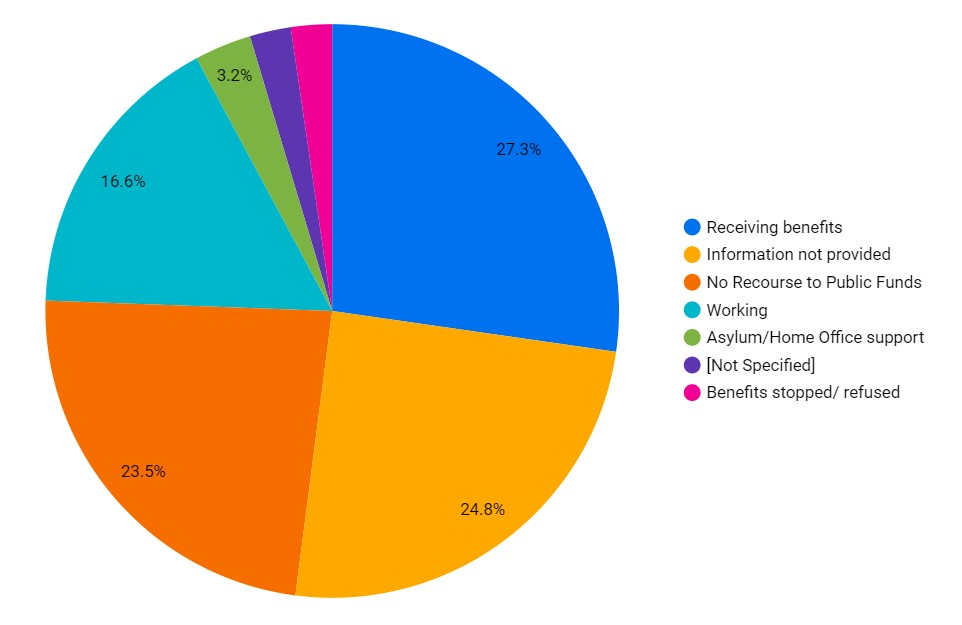 3.2%
27.3%
16.6%
23.5%
24.8%
Receiving benefits
Information not provided
No Recourse to Public Funds
Working
Asylum/Home Office support
[Not Specified]
Benefits stopped/ refused